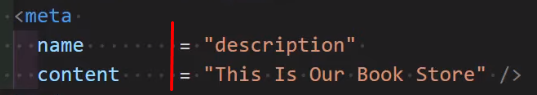 <meta
name = "description"
content = "This Is Our Book Store" />